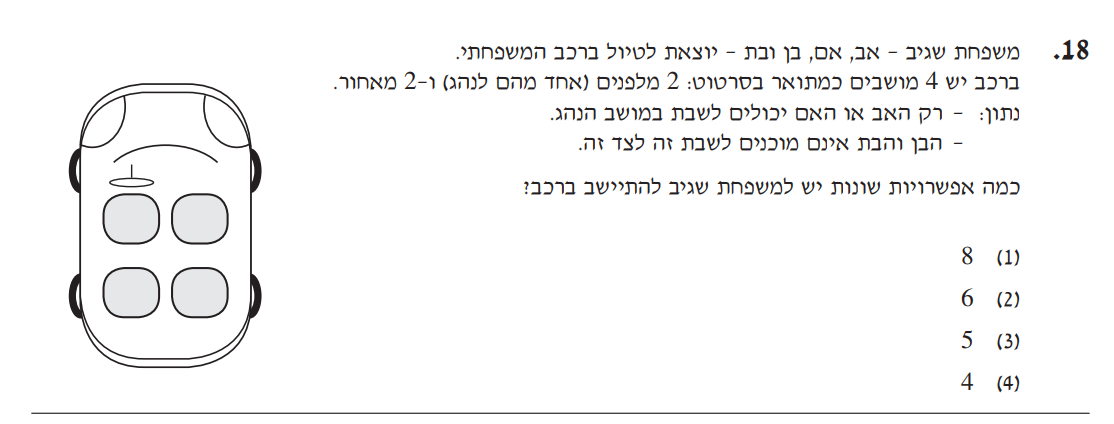 18. משפחת שגיב – אב, אם, בן ובת – יוצאת לטיול ברכב המשפחתי.
ברכב יש 4 מושבים כמתואר בסרטוט: 2 מלפנים (אחד מהם לנהג) ו-2 מאחור.
נתון: – רק האב או האם יכולים לשבת במושב הנהג.
– הבן והבת אינם מוכנים לשבת זה לצד זה.
כמה אפשרויות שונות יש למשפחת שגיב להתיישב ברכב?
(1) 8
(2) 6
(3) 5
(4) 4